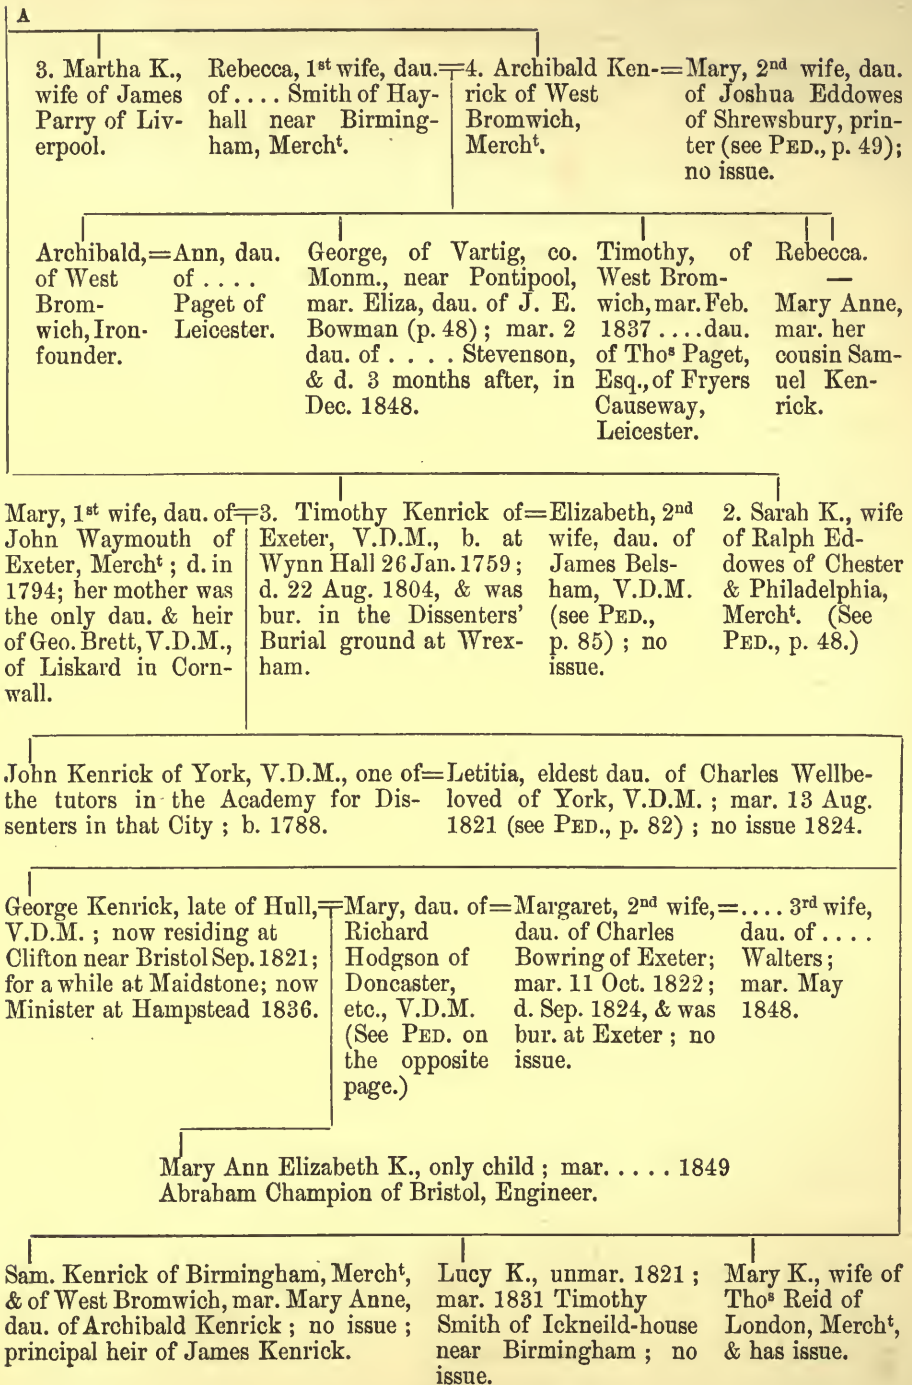 A
3. Martha K.,
wife of James
Parry of Liv-
erpool.
Rebecca, 1st wife, dau.
of.... Smith of Hay-
hall near Birming-
ham, Mercht.
4. Archibald Ken-
rick of West
Bromwich,
Mercht.
=Mary, 2nd wife, dau.
of Joshua Eddowes
of Shrewsbury, prin-
ter (see PED., p. 49);
no issue.
Archibald,
of West
Brom-
wich, Iron-
founder.
=Ann, dau.
of ....
Paget of
Leicester.
George, of Vartig, co.
Monm., near Pontipool,
mar. Eliza, dau. of J. E.
Bowman (p. 48); mar. 2
dau. of .... Stevenson,
& d. 3 months after, in
Dec. 1848.
Timothy, of
West Brom-
wich, mar. Feb.
1837 ....dau.
of Thos Paget,
Esq., of Fryers
Causeway,
Leicester.
Rebecca.
—
Mary Anne,
mar. her
cousin Sam-
uel Ken-
rick.
Mary, 1st wife, dau. of
John Waymouth of
Exeter, Mercht; d. in
1794; her mother was
the only dau. & heir
of Geo. Brett, V.D.M.,
of Liskard in Corn-
wall.
3. Timothy Kenrick of
Exeter, V.D.M., b. at
Wynn Hall 26 Jan. 1759;
d. 22 Aug. 1804, & was
bur. in the Dissenters'
Burial ground at Wrex-
ham.
=Elizabeth, 2nd
wife, dau. of
James Bels-
ham, V.D.M.
(see PED.,
p. 85); no
issue.
2. Sarah K., wife
of Ralph Ed-
dowes of Chester
& Philadelphia,
Mercht. (See
PED., p. 48.)
John Kenrick of York, V.D.M., one of
the tutors in the Academy for Dis-
senters in that City; b. 1788.
=Letitia, eldest dau. of Charles Wellbe-
loved of York, V.D.M.; mar. 13 Aug.
1821 (see PED., p. 82); no issue 1824.
George Kenrick, late of Hull,
V.D.M.; now residing at
Clifton near Bristol Sep. 1821;
for a while at Maidstone; now
Minister at Hampstead 1836.
Mary, dau. of
Richard
Hodgson of
Doncaster,
etc., V.D.M.
(See PED. on
the opposite
page.)
=Margaret, 2nd wife,
dau. of Charles
Bowring of Exeter;
mar. 11 Oct. 1822;
d. Sep. 1824, & was
bur. at Exeter; no
issue.
=.... 3rd wife,
dau. of ....
Walters;
mar. May
1848.
Mary Ann Elizabeth K., only child; mar. .... 1849
Abraham Champion of Bristol, Engineer.
Sam. Kenrick of Birmingham, Mercht,
& of West Bromwich, mar. Mary Anne,
dau. of Archibald Kenrick; no issue;
principal heir of James Kenrick.
Lucy K., unmar. 1821;
mar. 1831 Timothy
Smith of Ickneild-house
near Birmingham; no
issue.
Mary K., wife of
Thos Reid of
London, Mercht,
& has issue.